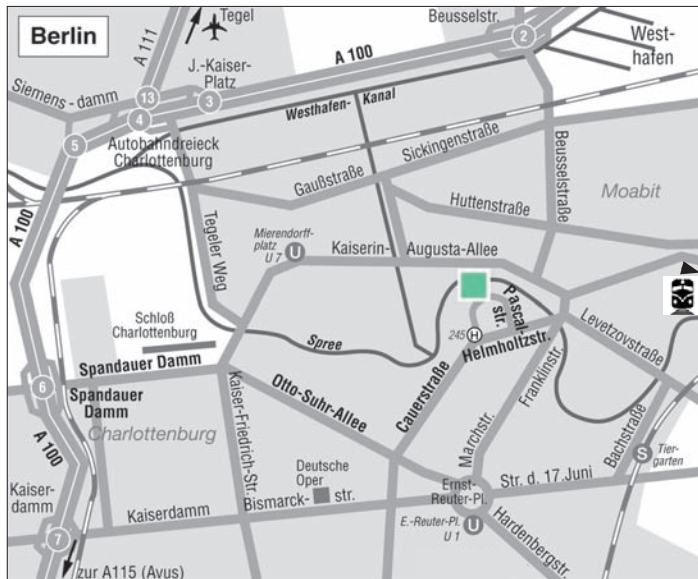 Berlin
Tegel
A 111
Beusselstr.
2
West-
hafen
A 100
J.-Kaiser-
Platz
Siemens-damm
13
3
4
5
Westhafen-
Kanal
Autobahndreieck
Charlottenburg
Sickingenstraße
Gaußstraße
Beusselstraße
Moabit
Huttenstraße
A 100
Tegeler Weg
Mierendorff-
platz
U 7
U
Kaiserin-
Augusta-Allee
Pascal-
str.
Schloß
Charlottenburg
Spree
245
H
Helmholtzstr.
Levetzovstraße
Spandauer Damm
6
Spandauer
Damm
Charlottenburg
Kaiser-Friedrich-Str.
Otto-Suhr-Allee
Cauerstraße
Franklinstr.
Marchstr.
Bachstraße
S
Tier-
garten
A 100
Deutsche
Oper
Ernst-
Reuter-Pl.
Str. d. 17.Juni
Kaiser-
damm
Kaiserdamm
Bismarck-
str.
7
E.-Reuter-Pl.
U 1
U
Hardenbergstr.
zur A115 (Avus)